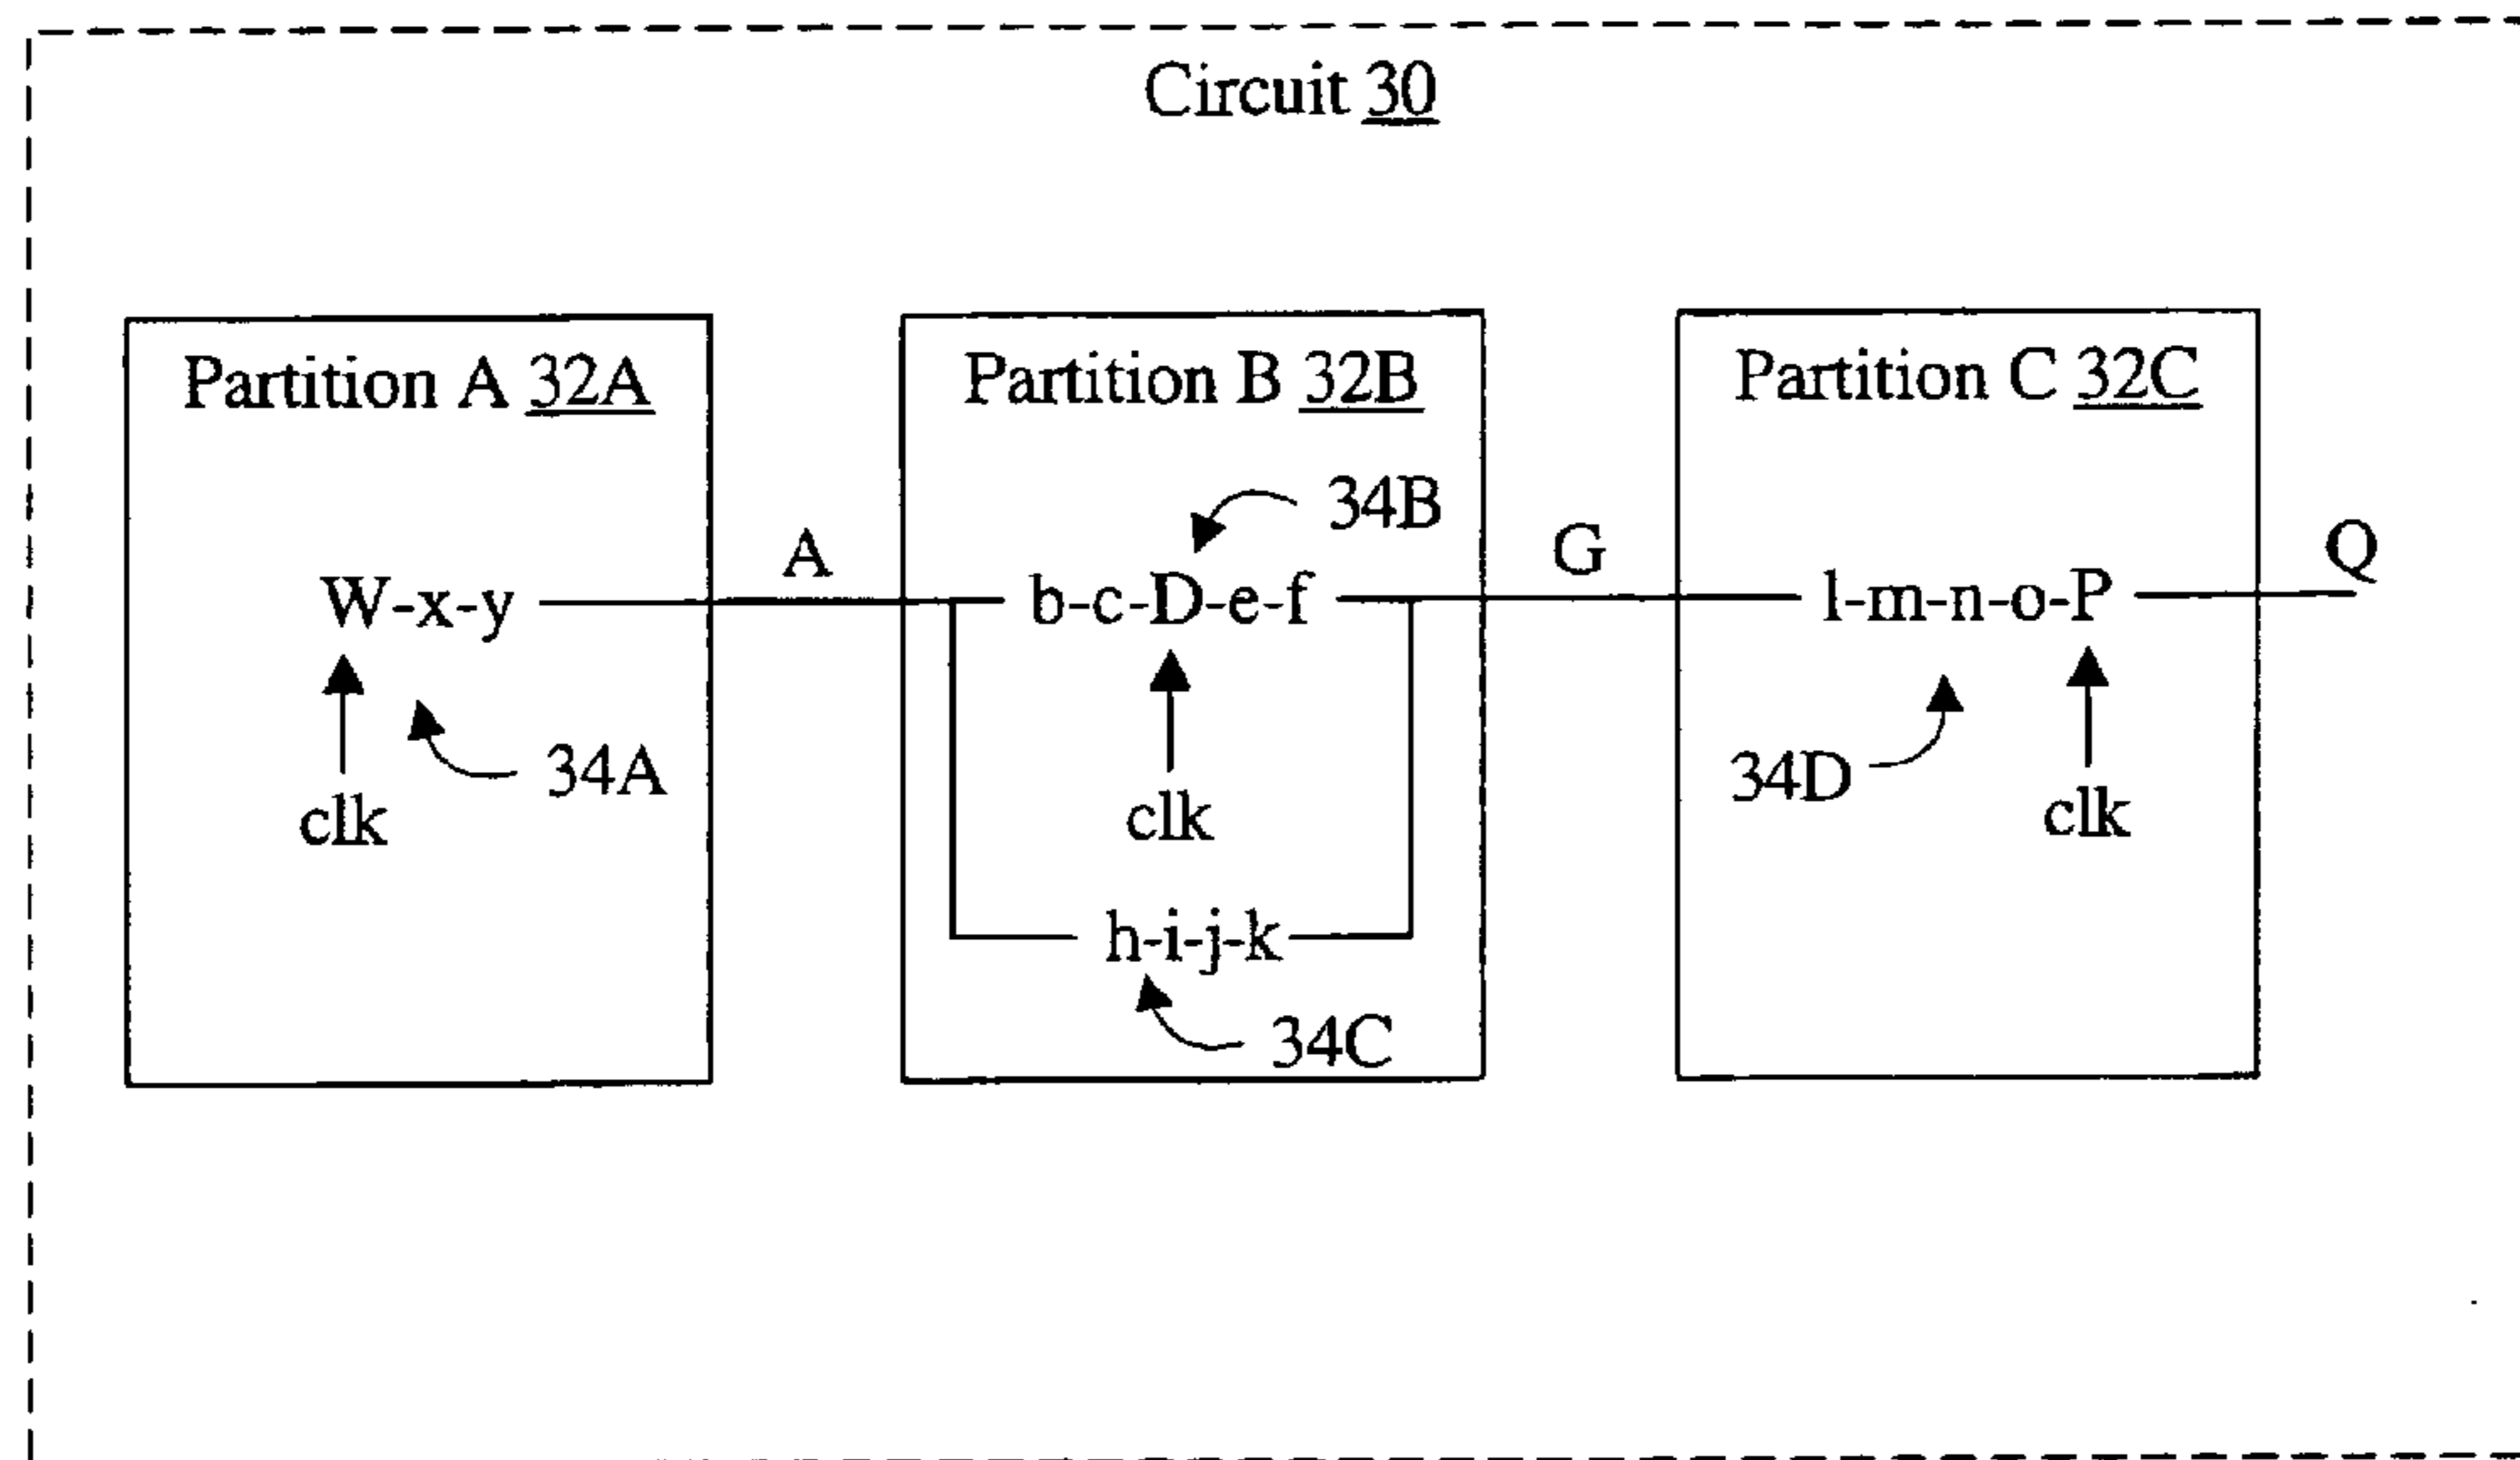 Circuit 30
Partition A 32A
Partition B 32B
Partition C 32C
34B
A
G
Q
W-x-y
b-c-D-e-f
l-m-n-o-P
34A
34D
clk
clk
clk
h-i-j-k
34C